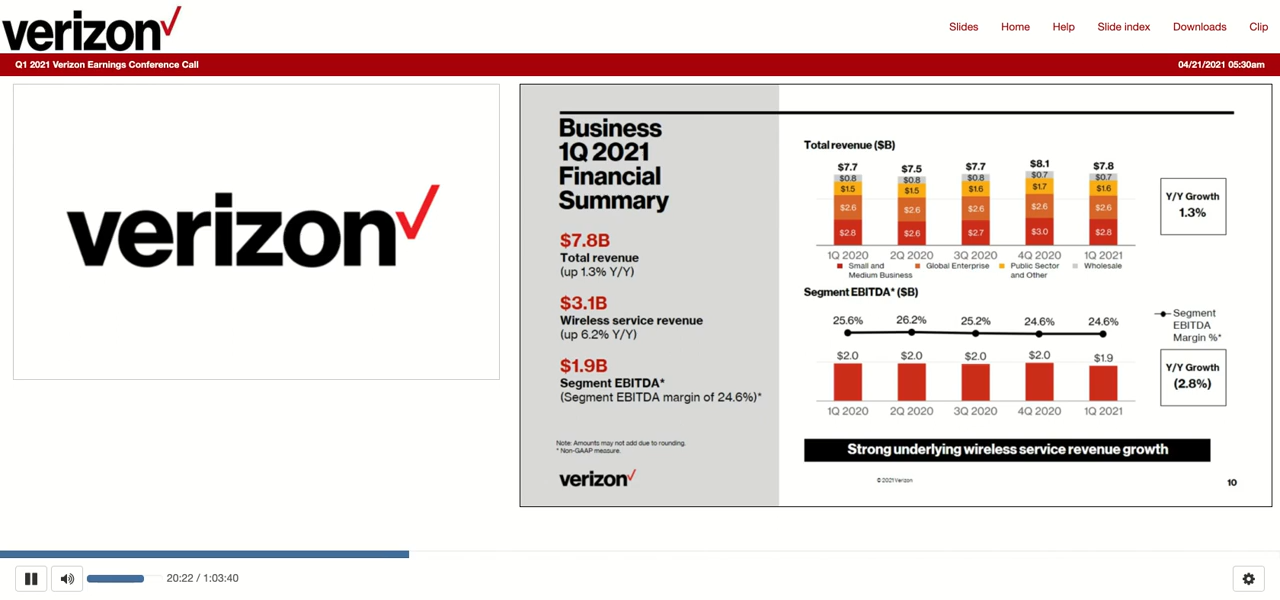 verizon
Slides Home Help Slide index Downloads Clip
Q1 2021 Verizon Earnings Conference Call 04/21/2021 05:30am
verizon
Business
1Q 2021
Financial
Summary
$7.8B
Total revenue
(up 1.3% Y/Y)
$3.1B
Wireless service revenue
(up 6.2% Y/Y)
$1.9B
Segment EBITDA*
(Segment EBITDA margin of 24.6%)*
Note: Amounts may not add due to rounding.
* Non-GAAP measure.
verizon
Total revenue ($B)
$7.7 $7.5 $7.7 $8.1 $7.8
$0.8 $0.8 $0.8 $0.7 $0.7
$1.5 $1.5 $1.6 $1.7 $1.6
$2.6 $2.6 $2.6 $2.6 $2.6
$2.8 $2.6 $2.7 $3.0 $2.8
1Q 2020 2Q 2020 3Q 2020 4Q 2020 1Q 2021
Small and Global Enterprise Public Sector Wholesale
Medium Business and Other
Y/Y Growth
1.3%
Segment EBITDA* ($B)
25.6% 26.2% 25.2% 24.6% 24.6%
$2.0 $2.0 $2.0 $2.0 $1.9
1Q 2020 2Q 2020 3Q 2020 4Q 2020 1Q 2021
Segment
EBITDA
Margin %*
Y/Y Growth
(2.8%)
Strong underlying wireless service revenue growth
© 2021 Verizon 10
20:22 / 1:03:40